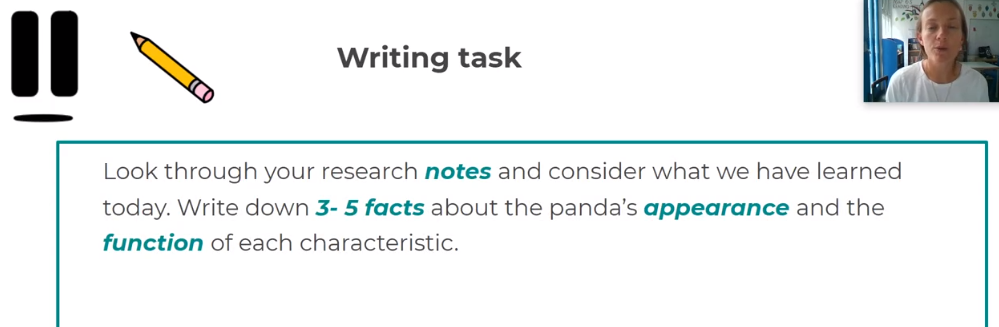 Writing task
Look through your research notes and consider what we have learned
today. Write down 3- 5 facts about the panda's appearance and the
function of each characteristic.